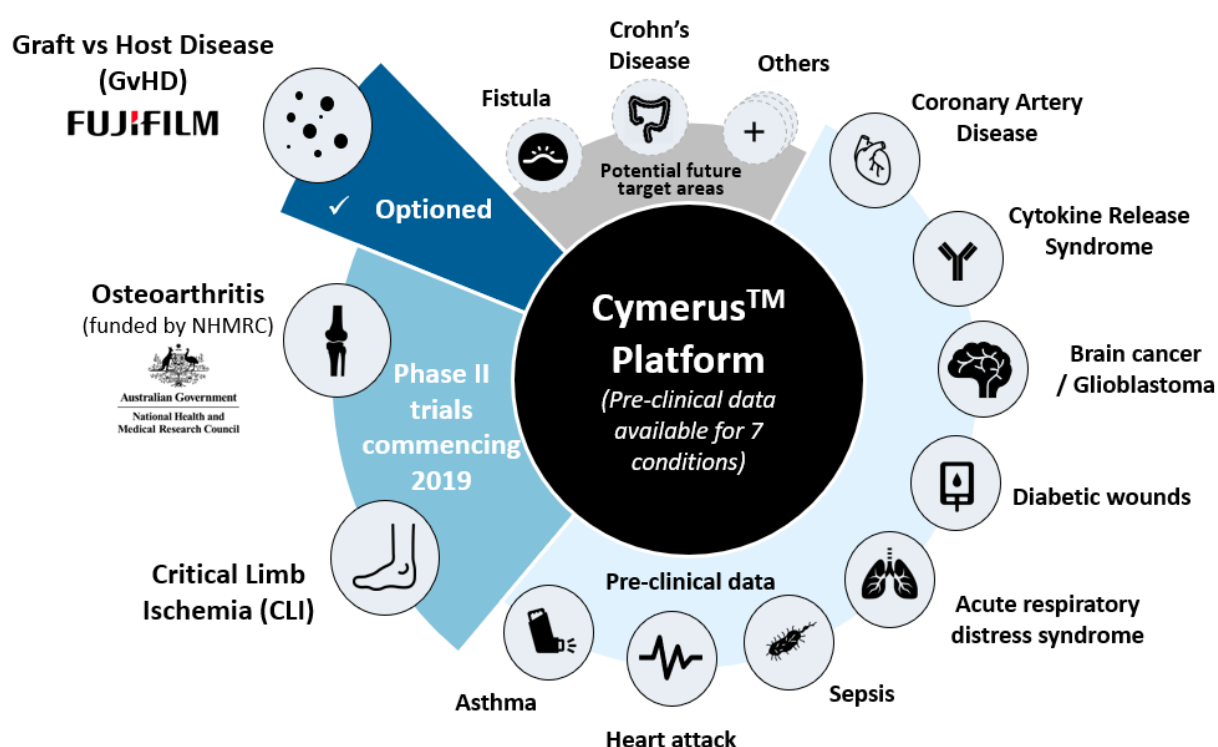 Graft vs Host Disease
(GvHD)
FUJIFILM
✓ Optioned
Fistula
Crohn’s
Disease
Others
+
Potential future
target areas
Coronary Artery
Disease
Cytokine Release
Syndrome
Brain cancer
/ Glioblastoma
Diabetic wounds
Acute respiratory
distress syndrome
Sepsis
Heart attack
Asthma
Pre-clinical data
Critical Limb
Ischemia (CLI)
Osteoarthritis
(funded by NHMRC)
Australian Government
National Health and
Medical Research Council
Phase II
trials
commencing
2019
Cymerus™
Platform
(Pre-clinical data
available for 7
conditions)